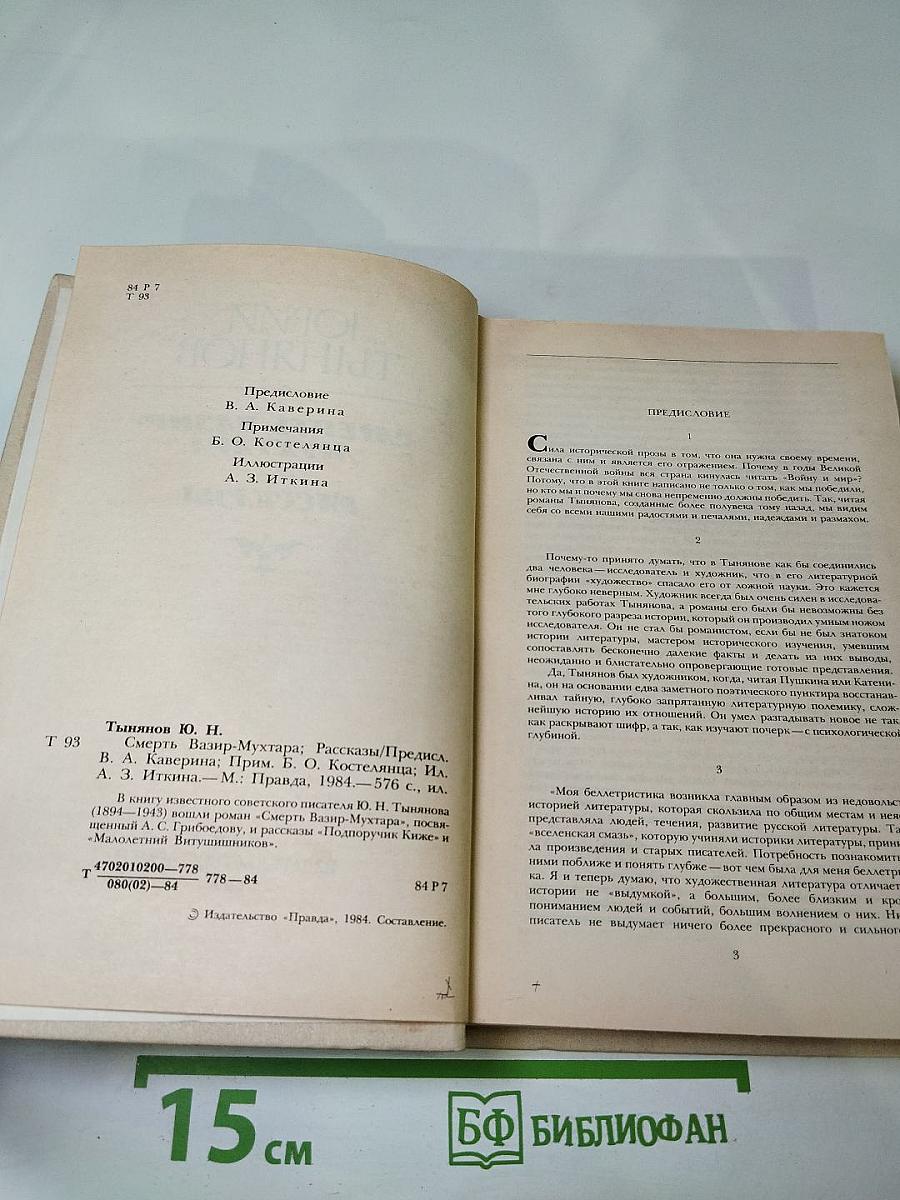 84 Р 7
Т 93
Предисловие
В. А. Каверина
Примечания
Б. О. Костелянца
Иллюстрации
А. З. Иткина
Тынянов Ю. Н.
Т 93 Смерть Вазир-Мухтара; Рассказы/Предисл.
В. А. Каверина; Прим. Б. О. Костелянца; Ил.
А. З. Иткина.— М.: Правда, 1984.—576 с., ил.
В книгу известного советского писателя Ю. Н. Тынянова
(1894—1943) вошли роман «Смерть Вазир-Мухтара», посвя-
щенный А. С. Грибоедову, и рассказы «Подпоручик Киже» и
«Малолетний Витушишников».
Т 4702010200—778
080(02)—84 778—84
84 Р 7
© Издательство «Правда», 1984. Составление.
ПРЕДИСЛОВИЕ
1
Сила исторической прозы в том, что она нужна своему времени,
связана с ним и является его отражением. Почему в годы Великой
Отечественной войны вся страна кинулась читать «Войну и мир»?
Потому, что в этой книге написано не только о том, как мы победили,
но кто мы и почему мы снова непременно должны победить. Так, читая
романы Тынянова, созданные более полувека тому назад, мы видим
себя со всеми нашими радостями и печалями, надеждами и размахом.
2
Почему-то принято думать, что в Тынянове как бы соединились
два человека—исследователь и художник, что в его литературной
биографии «художество» спасало его от ложной науки. Это кажется
мне глубоко неверным. Художник всегда был очень силен в исследова-
тельских работах Тынянова, а романы его были бы невозможны без
того глубокого разреза истории, который он производил умным ножом
исследователя. Он не стал бы романистом, если бы не был знатоком
истории литературы, мастером исторического изучения, умевшим
сопоставлять бесконечно далекие факты и делать из них выводы,
неожиданно и блистательно опровергающие готовые представления.
Да, Тынянов был художником, когда, читая Пушкина или Катени-
на, он на основании едва заметного поэтического пунктира восстанав-
ливал тайную, глубоко запрятанную литературную полемику, слож-
нейшую историю их отношений. Он умел разгадывать новое не так,
как раскрывают шифр, а так, как изучают почерк—с психологической
глубиной.
3
«Моя беллетристика возникла главным образом из недовольст
историей литературы, которая скользила по общим местам и нея
представляла людей, течения, развитие русской литературы. Та
«вселенская смазь», которую учиняли историки литературы, прини
ла произведения и старых писателей. Потребность познакомить
ними поближе и понять глубже—вот чем была для меня беллетри
ка. Я и теперь думаю, что художественная литература отличает
истории не «выдумкой», а большим, более близким и кро
пониманием людей и событий, большим волнением о них. Ни
писатель не выдумает ничего более прекрасного и сильного
3
15 см
БФ БИБЛИОФАН